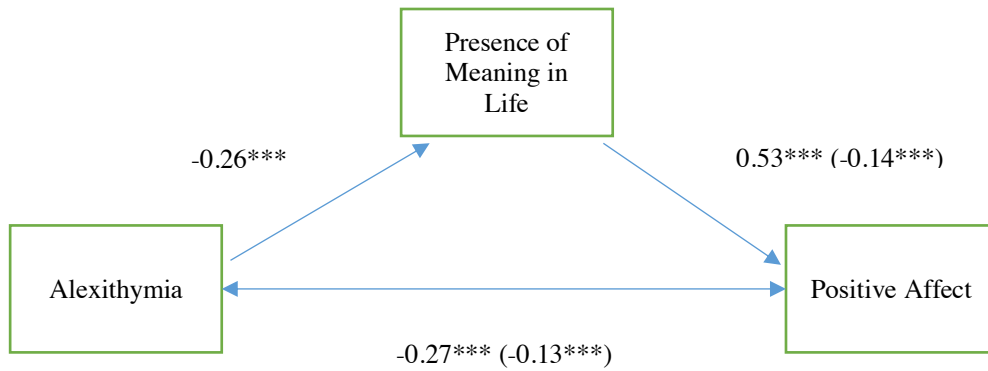 Presence of
Meaning in
Life
-0.26***
0.53*** (-0.14***)
Alexithymia
Positive Affect
-0.27*** (-0.13***)